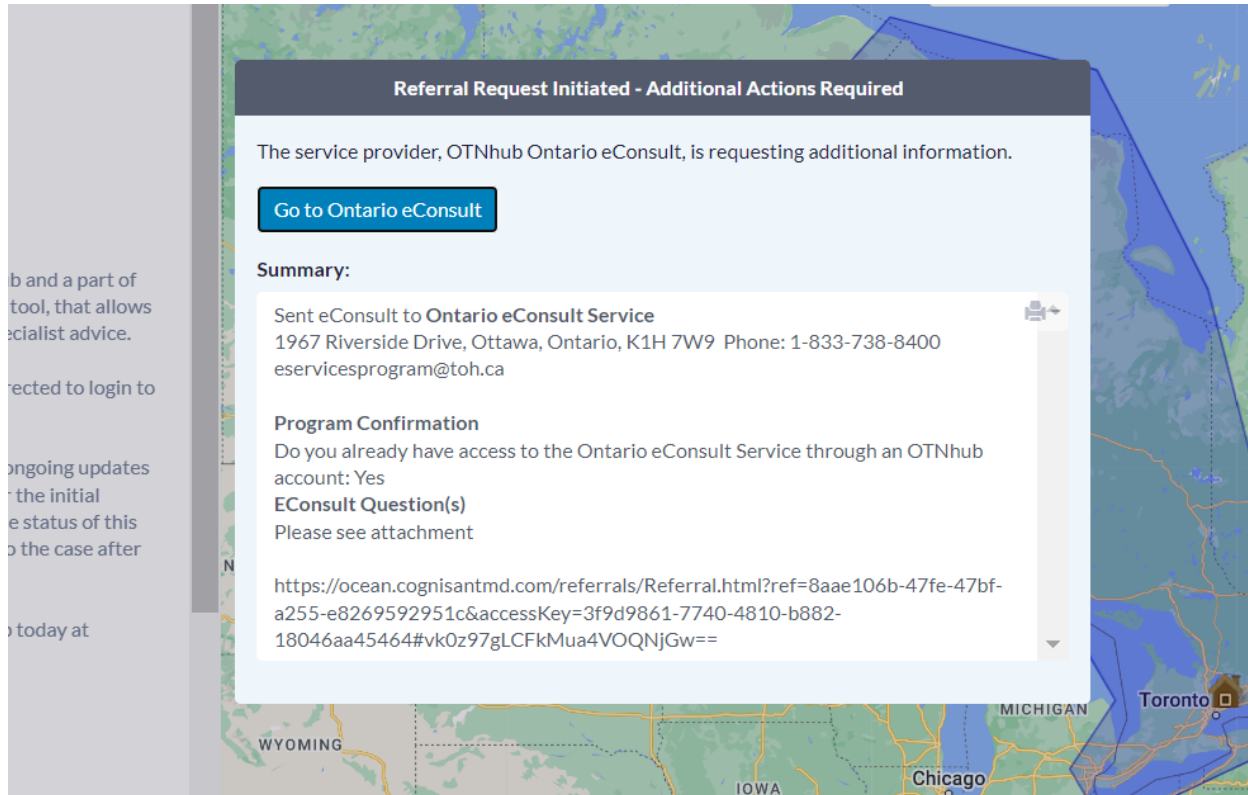 Referral Request Initiated - Additional Actions Required
The service provider, OTNhub Ontario eConsult, is requesting additional information.
Go to Ontario eConsult
Summary:
Sent eConsult to Ontario eConsult Service
1967 Riverside Drive, Ottawa, Ontario, K1H 7W9 Phone: 1-833-738-8400
eservicesprogram@toh.ca
Program Confirmation
Do you already have access to the Ontario eConsult Service through an OTNhub
account: Yes
EConsult Question(s)
Please see attachment
https://ocean.cognisantmd.com/referrals/Referral.html?ref=8aae106b-47fe-47bf-
a255-e8269592951c&accessKey=3f9d9861-7740-4810-b882-
18046aa45464#vk0z97gLCFkMua4VOQNjGw==
b and a part of
tool, that allows
ecialist advice.
rected to login to
ongoing updates
r the initial
e status of this
o the case after
o today at
N
WYOMING
IOWA
Chicago
MICHIGAN
Toronto